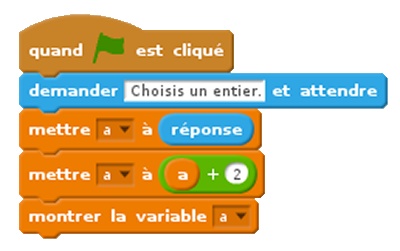 quand est cliqué
demander Choisis un entier. et attendre
mettre a à réponse
mettre a à a + 2
montrer la variable a